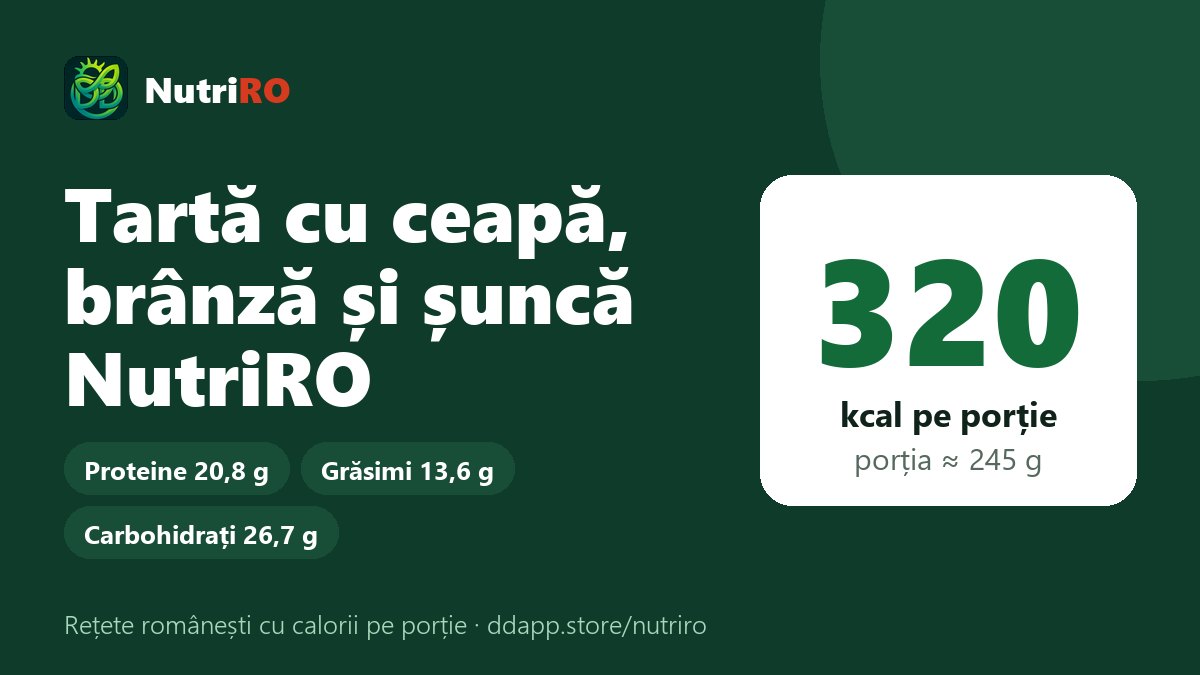 NutriRO
Tartă cu ceapă,
brânză și șuncă
NutriRO
Proteine 20,8 g
Grăsimi 13,6 g
Carbohidrați 26,7 g
320
kcal pe porție
porția ≈ 245 g
Rețete românești cu calorii pe porție · ddapp.store/nutriro